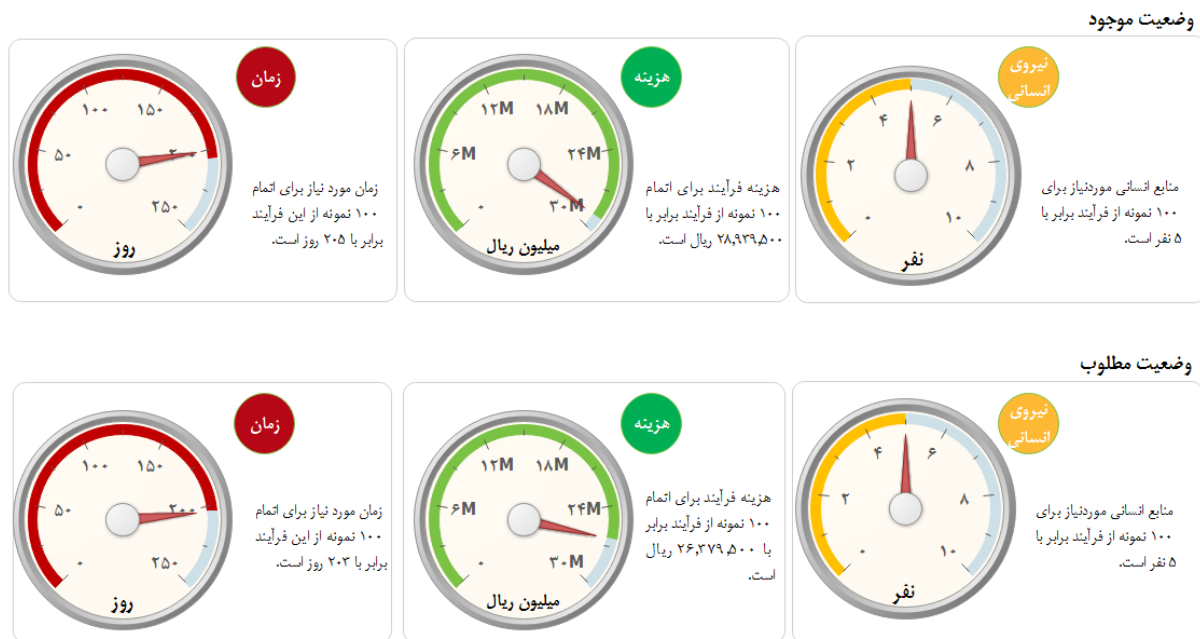 وضعیت موجود
نیروی
انسانی
منابع انسانی موردنیاز برای
۱۰۰ نمونه از فرآیند برابر با
۵ نفر است.
۰
۲
۴
۶
۸
۱۰
نفر
هزینه
هزینه فرآیند برای اتمام
۱۰۰ نمونه از فرآیند برابر با
۲۸,۹۳۹,۵۰۰ ریال است.
۰
۶M
۱۲M
۱۸M
۲۴M
۳۰M
میلیون ریال
زمان
زمان مورد نیاز برای اتمام
۱۰۰ نمونه از این فرآیند
برابر با ۲۰۵ روز است.
۰
۵۰
۱۰۰
۱۵۰
۲۰۰
۲۵۰
روز
وضعیت مطلوب
نیروی
انسانی
منابع انسانی موردنیاز برای
۱۰۰ نمونه از فرآیند برابر با
۵ نفر است.
۰
۲
۴
۶
۸
۱۰
نفر
هزینه
هزینه فرآیند برای اتمام
۱۰۰ نمونه از فرآیند برابر
با ۲۶,۳۷۹,۵۰۰ ریال
است.
۰
۶M
۱۲M
۱۸M
۲۴M
۳۰M
میلیون ریال
زمان
زمان مورد نیاز برای اتمام
۱۰۰ نمونه از این فرآیند
برابر با ۲۰۳ روز است.
۰
۵۰
۱۰۰
۱۵۰
۲۰۰
۲۵۰
روز